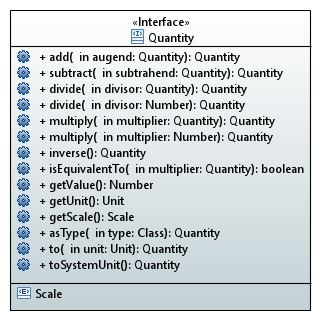 «Interface»
Quantity
+ add( in augend: Quantity): Quantity
+ subtract( in subtrahend: Quantity): Quantity
+ divide( in divisor: Quantity): Quantity
+ divide( in divisor: Number): Quantity
+ multiply( in multiplier: Quantity): Quantity
+ multiply( in multiplier: Number): Quantity
+ inverse(): Quantity
+ isEquivalentTo( in multiplier: Quantity): boolean
+ getValue(): Number
+ getUnit(): Unit
+ getScale(): Scale
+ asType( in type: Class): Quantity
+ to( in unit: Unit): Quantity
+ toSystemUnit(): Quantity
Scale